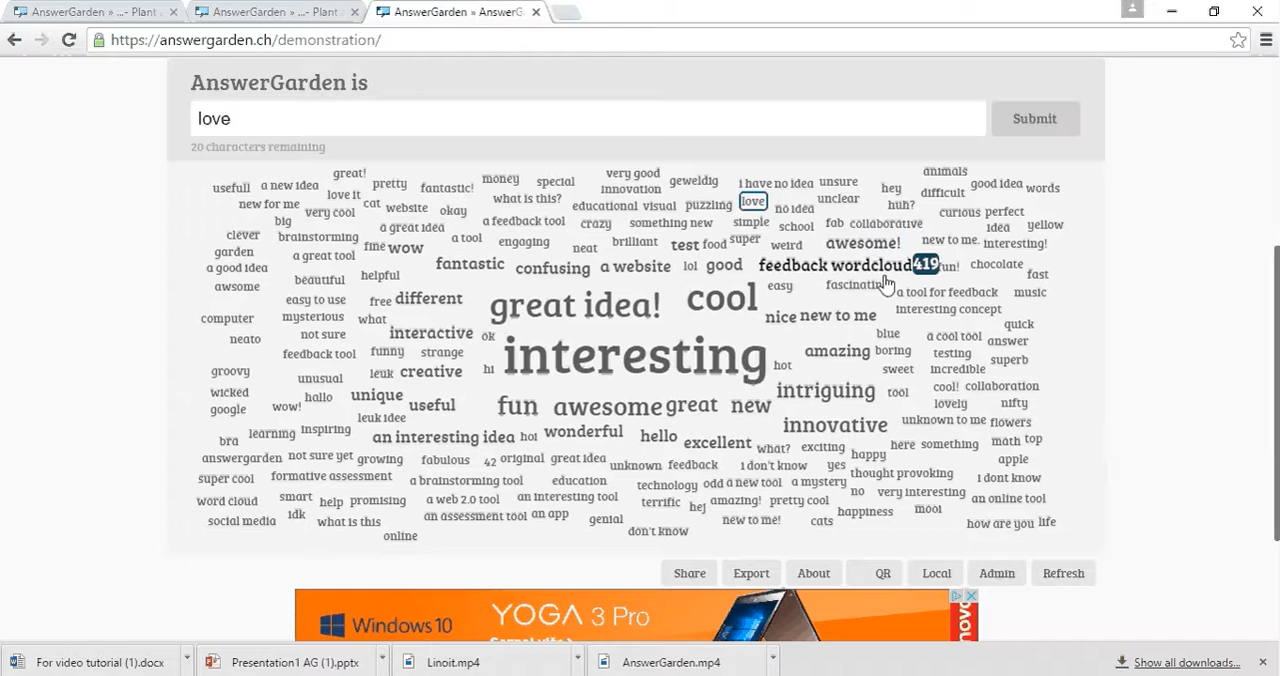 AnswerGarden » ...- Plant a
AnswerGarden » ...- Plant a
AnswerGarden » AnswerG
https://answergarden.ch/demonstration/
AnswerGarden is
love
Submit
20 characters remaining
great! money special very good animals
usefull a new idea pretty fantastic! innovation geweldig i have no idea unsure hey good idea words
new for me love it cat what is this? educational visual puzzling love unclear difficult
big very cool website okay no idea huh? curious perfect
a great idea a feedback tool crazy something new simple school fab collaborative yellow
clever brainstorming fine wow a tool engaging neat brilliant test food super weird awesome! new to me. interesting!
garden a great tool
a good idea helpful fantastic confusing a website lol good feedback wordcloud 419 fun! chocolate
awsome beautiful easy fascinating a tool for feedback music fast
easy to use free different great idea! cool interesting concept
computer mysterious what nice new to me quick
neato not sure interactive ok blue a cool tool answer
feedback tool funny strange interesting amazing boring testing superb
groovy leuk creative hi hot sweet incredible
unusual intriguing tool cool! collaboration
wicked hallo unique useful fun awesome great new lovely nifty
google wow! leuk idee innovative unknown to me flowers
bra learning inspiring an interesting idea hoi wonderful hello excellent what? exciting here something math top
answergarden not sure yet growing fabulous 42 original great idea unknown feedback i don't know yes happy apple
super cool formative assessment a brainstorming tool education technology odd a new tool a mystery thought provoking i dont know
word cloud smart help promising a web 2.0 tool an interesting tool terrific hej amazing! pretty cool no very interesting an online tool
social media idk what is this an assessment tool an app genial new to me! cats happiness mooi how are you life
online don't know
Share Export About QR Local Admin Refresh
Windows 10 YOGA 3 Pro
lenovo
For video tutorial (1).docx
Presentation1 AG (1).pptx
Linoit.mp4
AnswerGarden.mp4
Show all downloads...